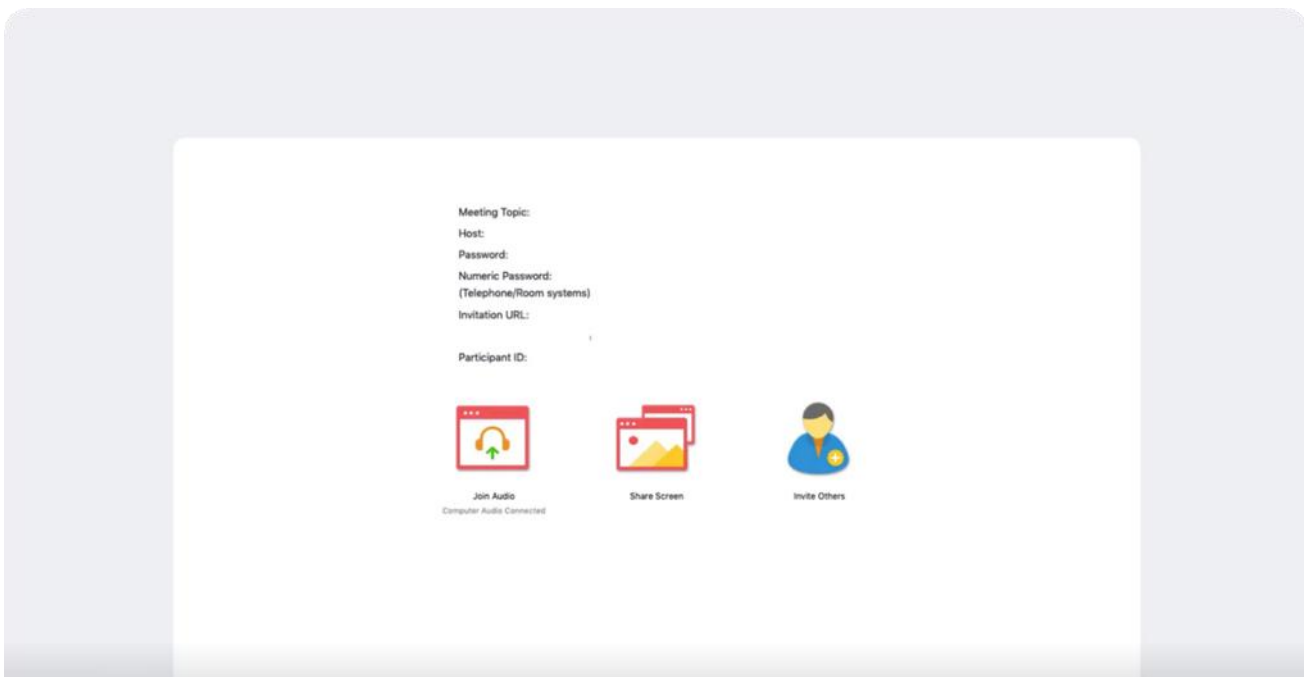 Meeting Topic:
Host:
Password:
Numeric Password:
(Telephone/Room systems)
Invitation URL:
Participant ID:
Join Audio
Computer Audio Connected
Share Screen
Invite Others